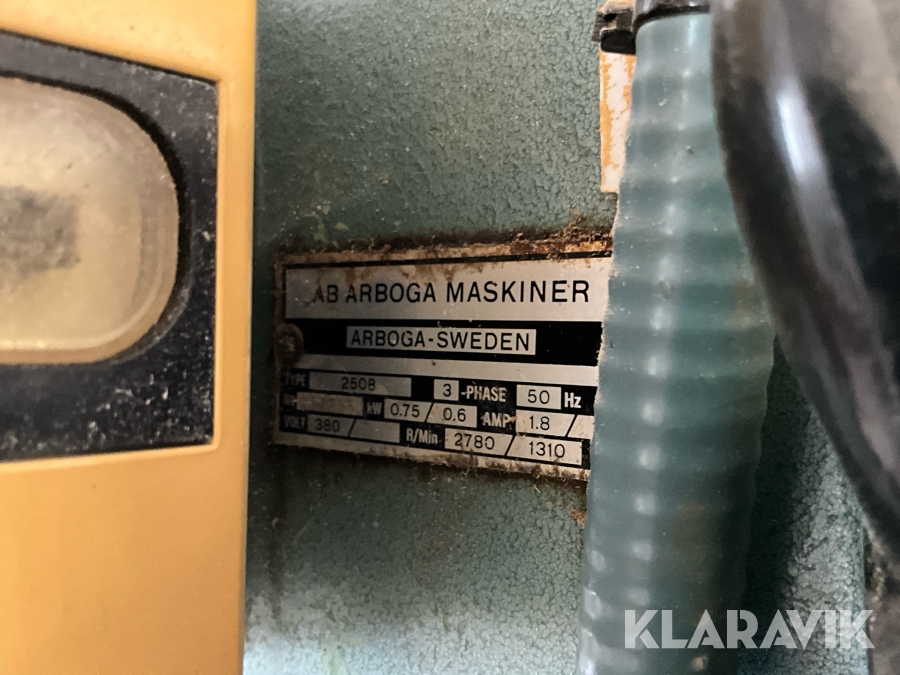 AB ARBOGA MASKINER
ARBOGA-SWEDEN
TYPE 2508 3-PHASE 50 Hz
kW 0.75 / 0.6 AMP 1.8 /
VOLT 380 / R/Min 2780 / 1310
KLARAVIK